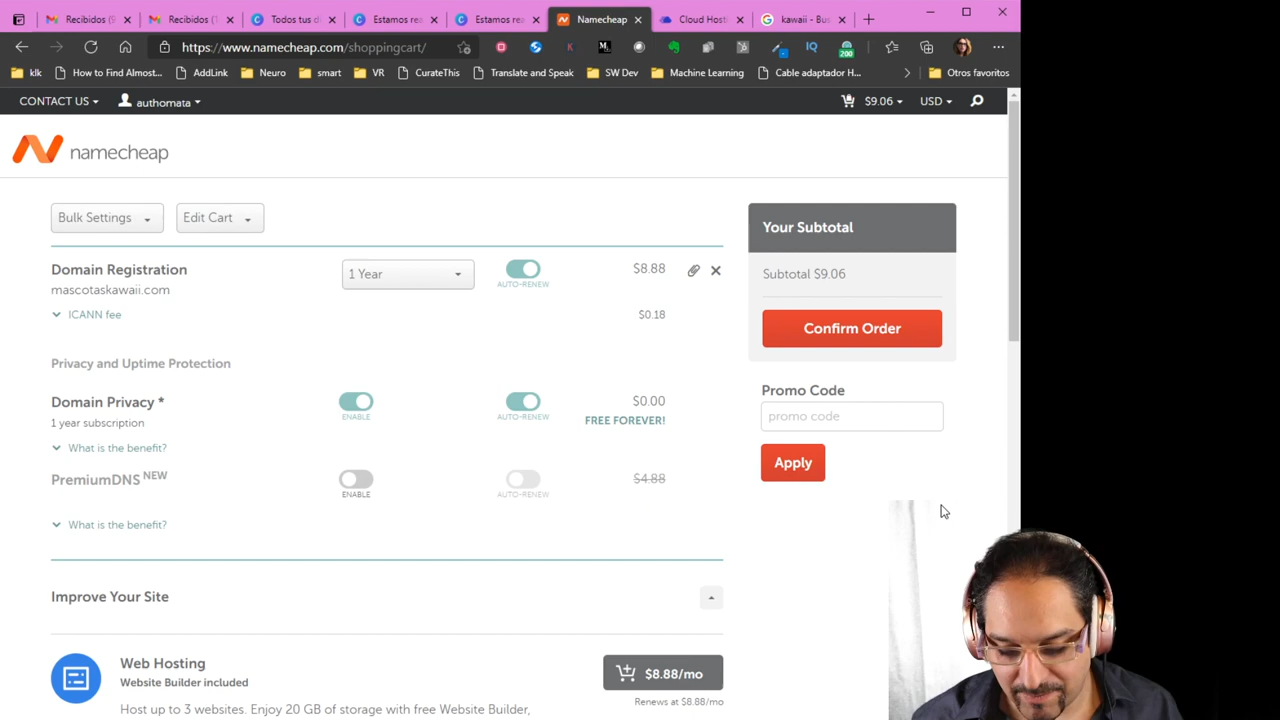 Recibidos (9
Recibidos (1
Todos tus d
Estamos rea
Estamos rea
Namecheap
Cloud Host
kawaii - Bus
https://www.namecheap.com/shoppingcart/
200
klk
How to Find Almost...
AddLink
Neuro
smart
VR
CurateThis
Translate and Speak
SW Dev
Machine Learning
Cable adaptador H...
Otros favoritos
CONTACT US
authomata
$9.06
USD
namecheap
Bulk Settings
Edit Cart
Your Subtotal
Domain Registration
1 Year
AUTO-RENEW
$8.88
Subtotal $9.06
mascotaskawaii.com
ICANN fee
$0.18
Confirm Order
Privacy and Uptime Protection
Promo Code
Domain Privacy *
ENABLE
AUTO-RENEW
$0.00
promo code
1 year subscription
FREE FOREVER!
What is the benefit?
Apply
PremiumDNS NEW
ENABLE
AUTO-RENEW
$4.88
What is the benefit?
Improve Your Site
Web Hosting
Website Builder included
$8.88/mo
Renews at $8.88/mo
Host up to 3 websites. Enjoy 20 GB of storage with free Website Builder,